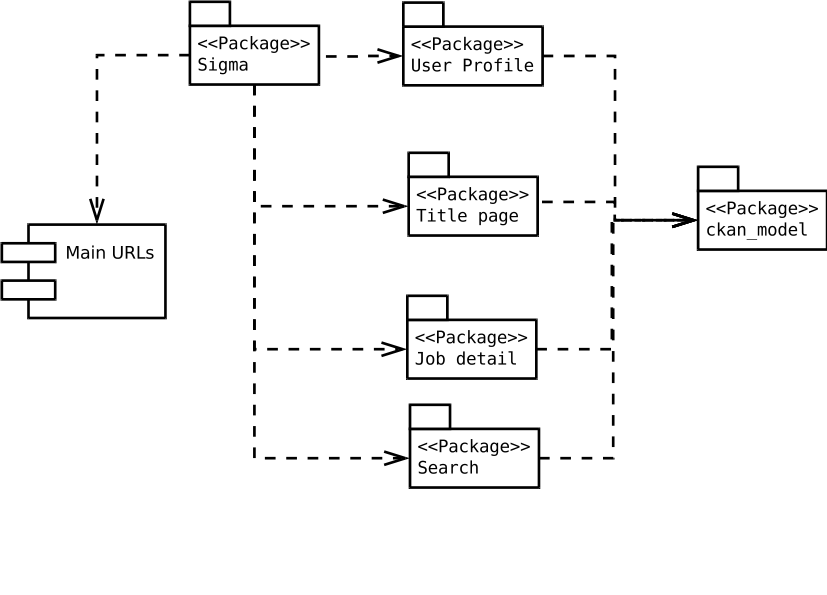 <<Package>>
Sigma
<<Package>>
User Profile
<<Package>>
Title page
<<Package>>
ckan_model
Main URLs
<<Package>>
Job detail
<<Package>>
Search